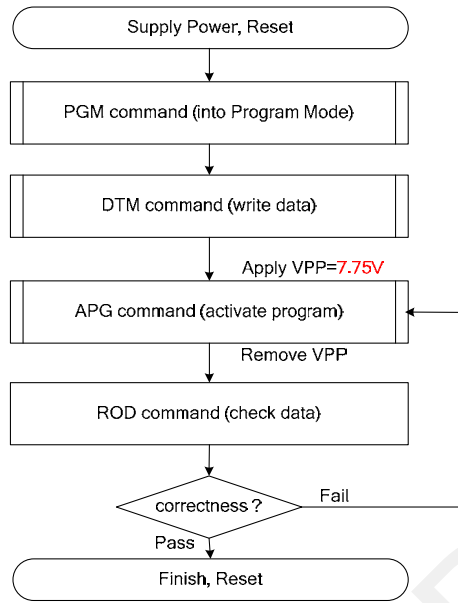 Supply Power, Reset
PGM command (into Program Mode)
DTM command (write data)
Apply VPP=7.75V
APG command (activate program)
Remove VPP
ROD command (check data)
correctness？
Fail
Pass
Finish, Reset